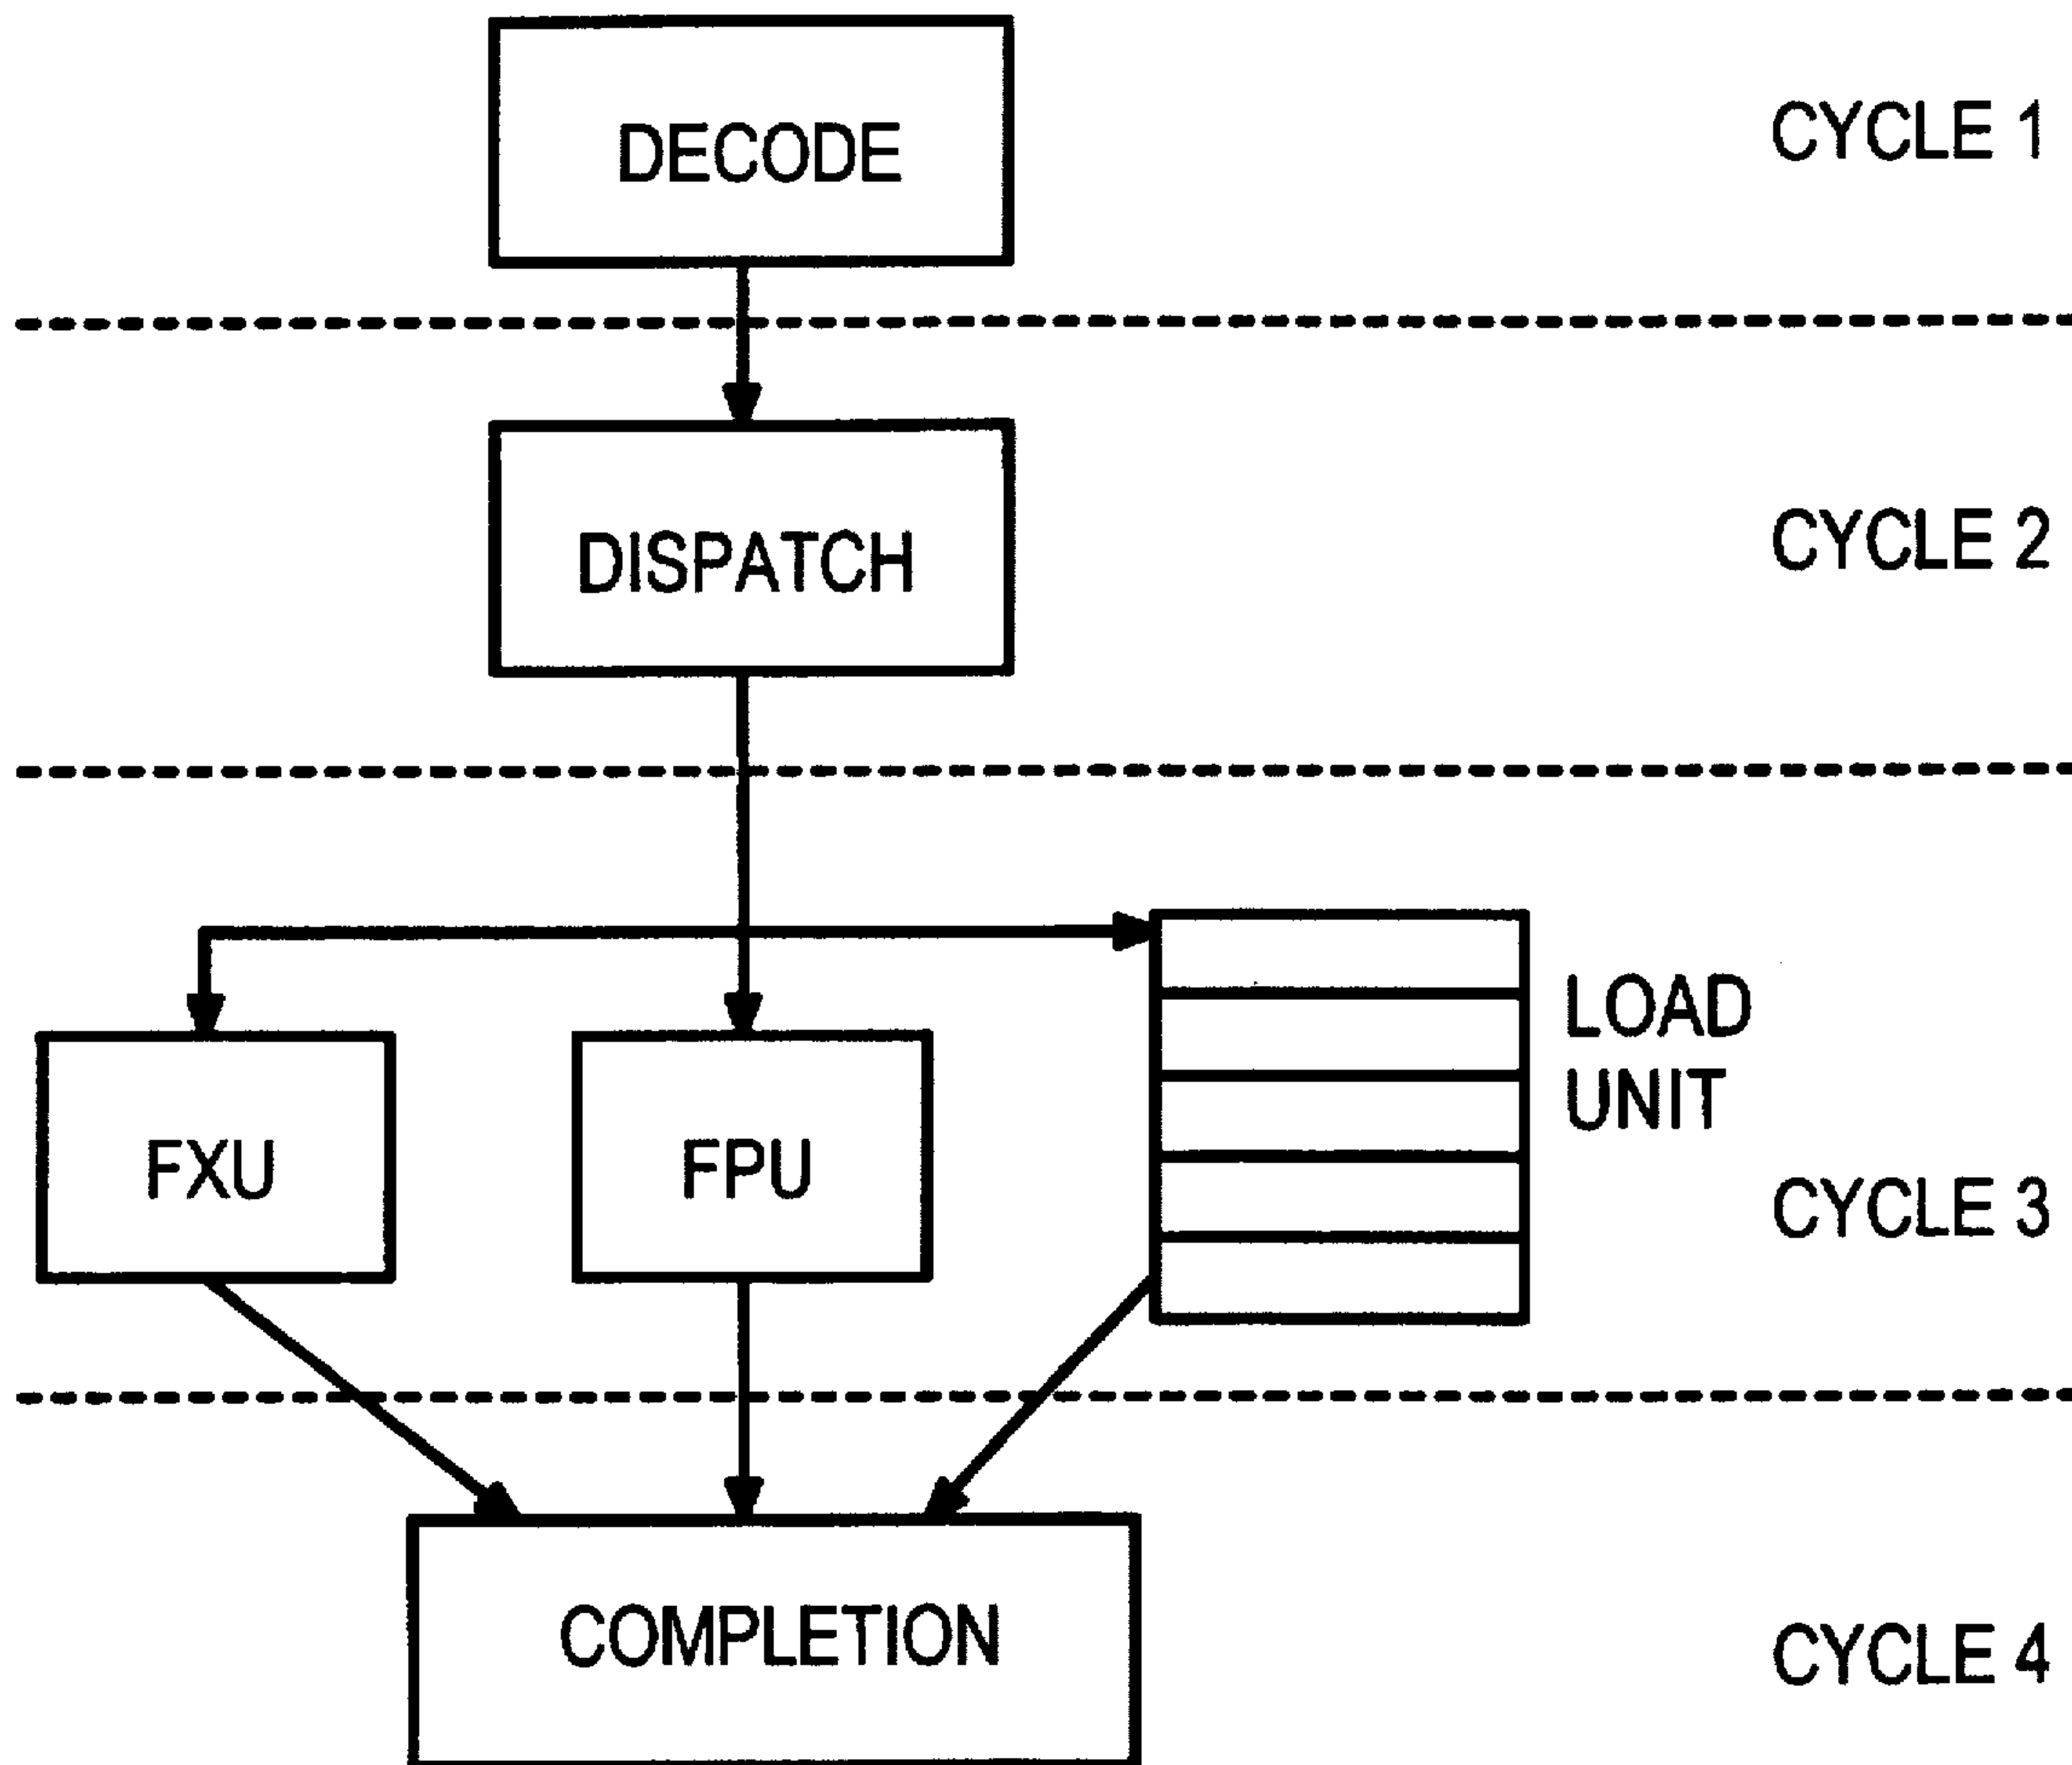 DECODE
CYCLE 1
DISPATCH
CYCLE 2
LOAD
UNIT
FXU
FPU
CYCLE 3
COMPLETION
CYCLE 4